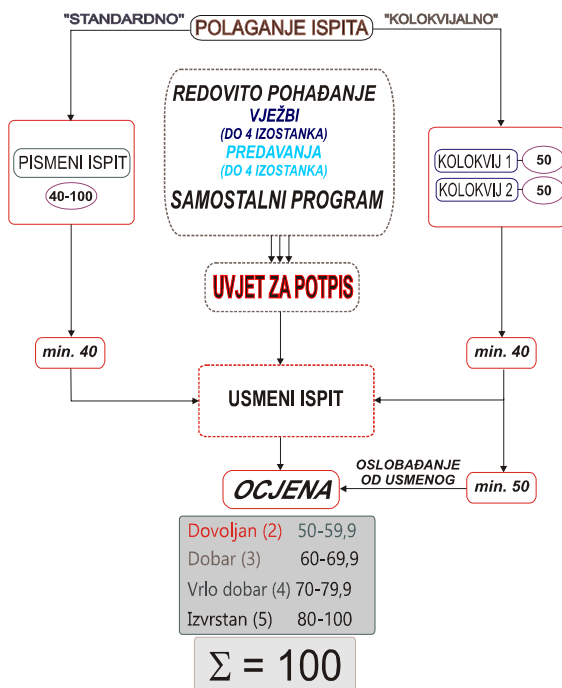 "STANDARDNO"
POLAGANJE ISPITA
"KOLOKVIJALNO"
REDOVITO POHAĐANJE
VJEŽBI
(DO 4 IZOSTANKA)
PREDAVANJA
(DO 4 IZOSTANKA)
SAMOSTALNI PROGRAM
PISMENI ISPIT
40-100
KOLOKVIJ 1 50
KOLOKVIJ 2 50
UVJET ZA POTPIS
min. 40
min. 40
USMENI ISPIT
OSLOBAĐANJE
OD USMENOG
min. 50
OCJENA
Dovoljan (2) 50-59,9
Dobar (3) 60-69,9
Vrlo dobar (4) 70-79,9
Izvrstan (5) 80-100
Σ = 100